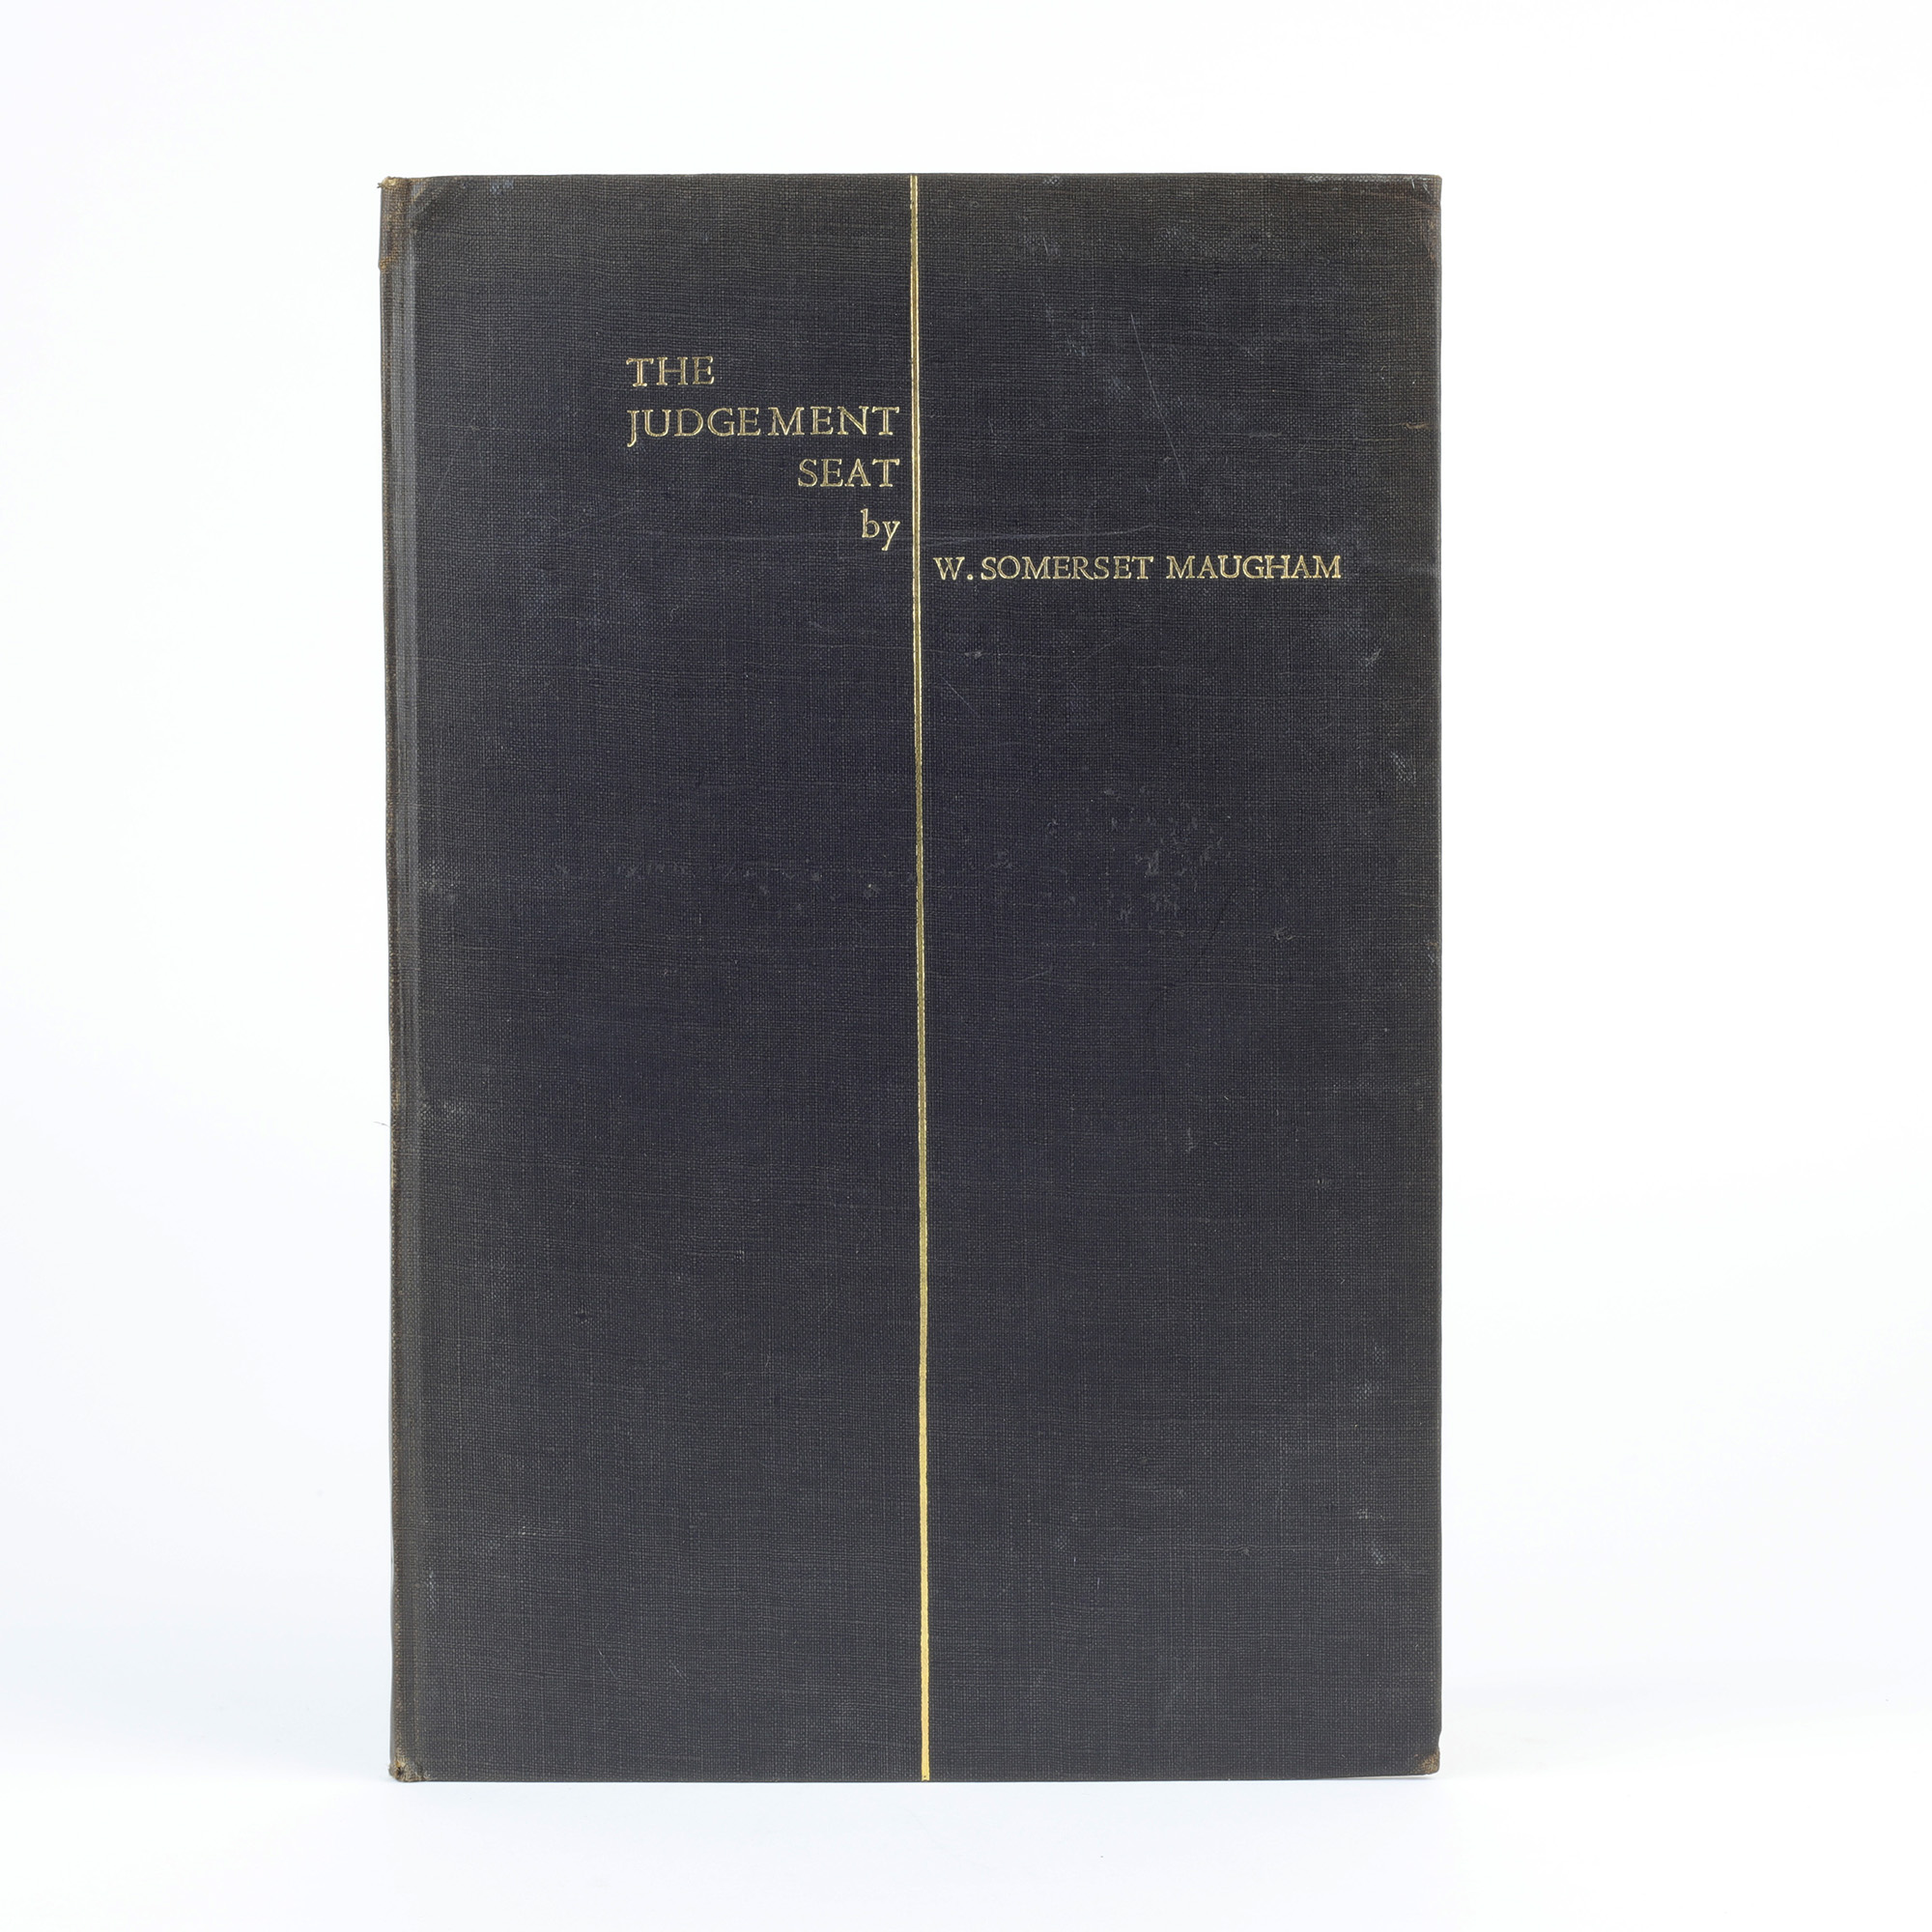 THE
JUDGEMENT
SEAT
by
W. SOMERSET MAUGHAM